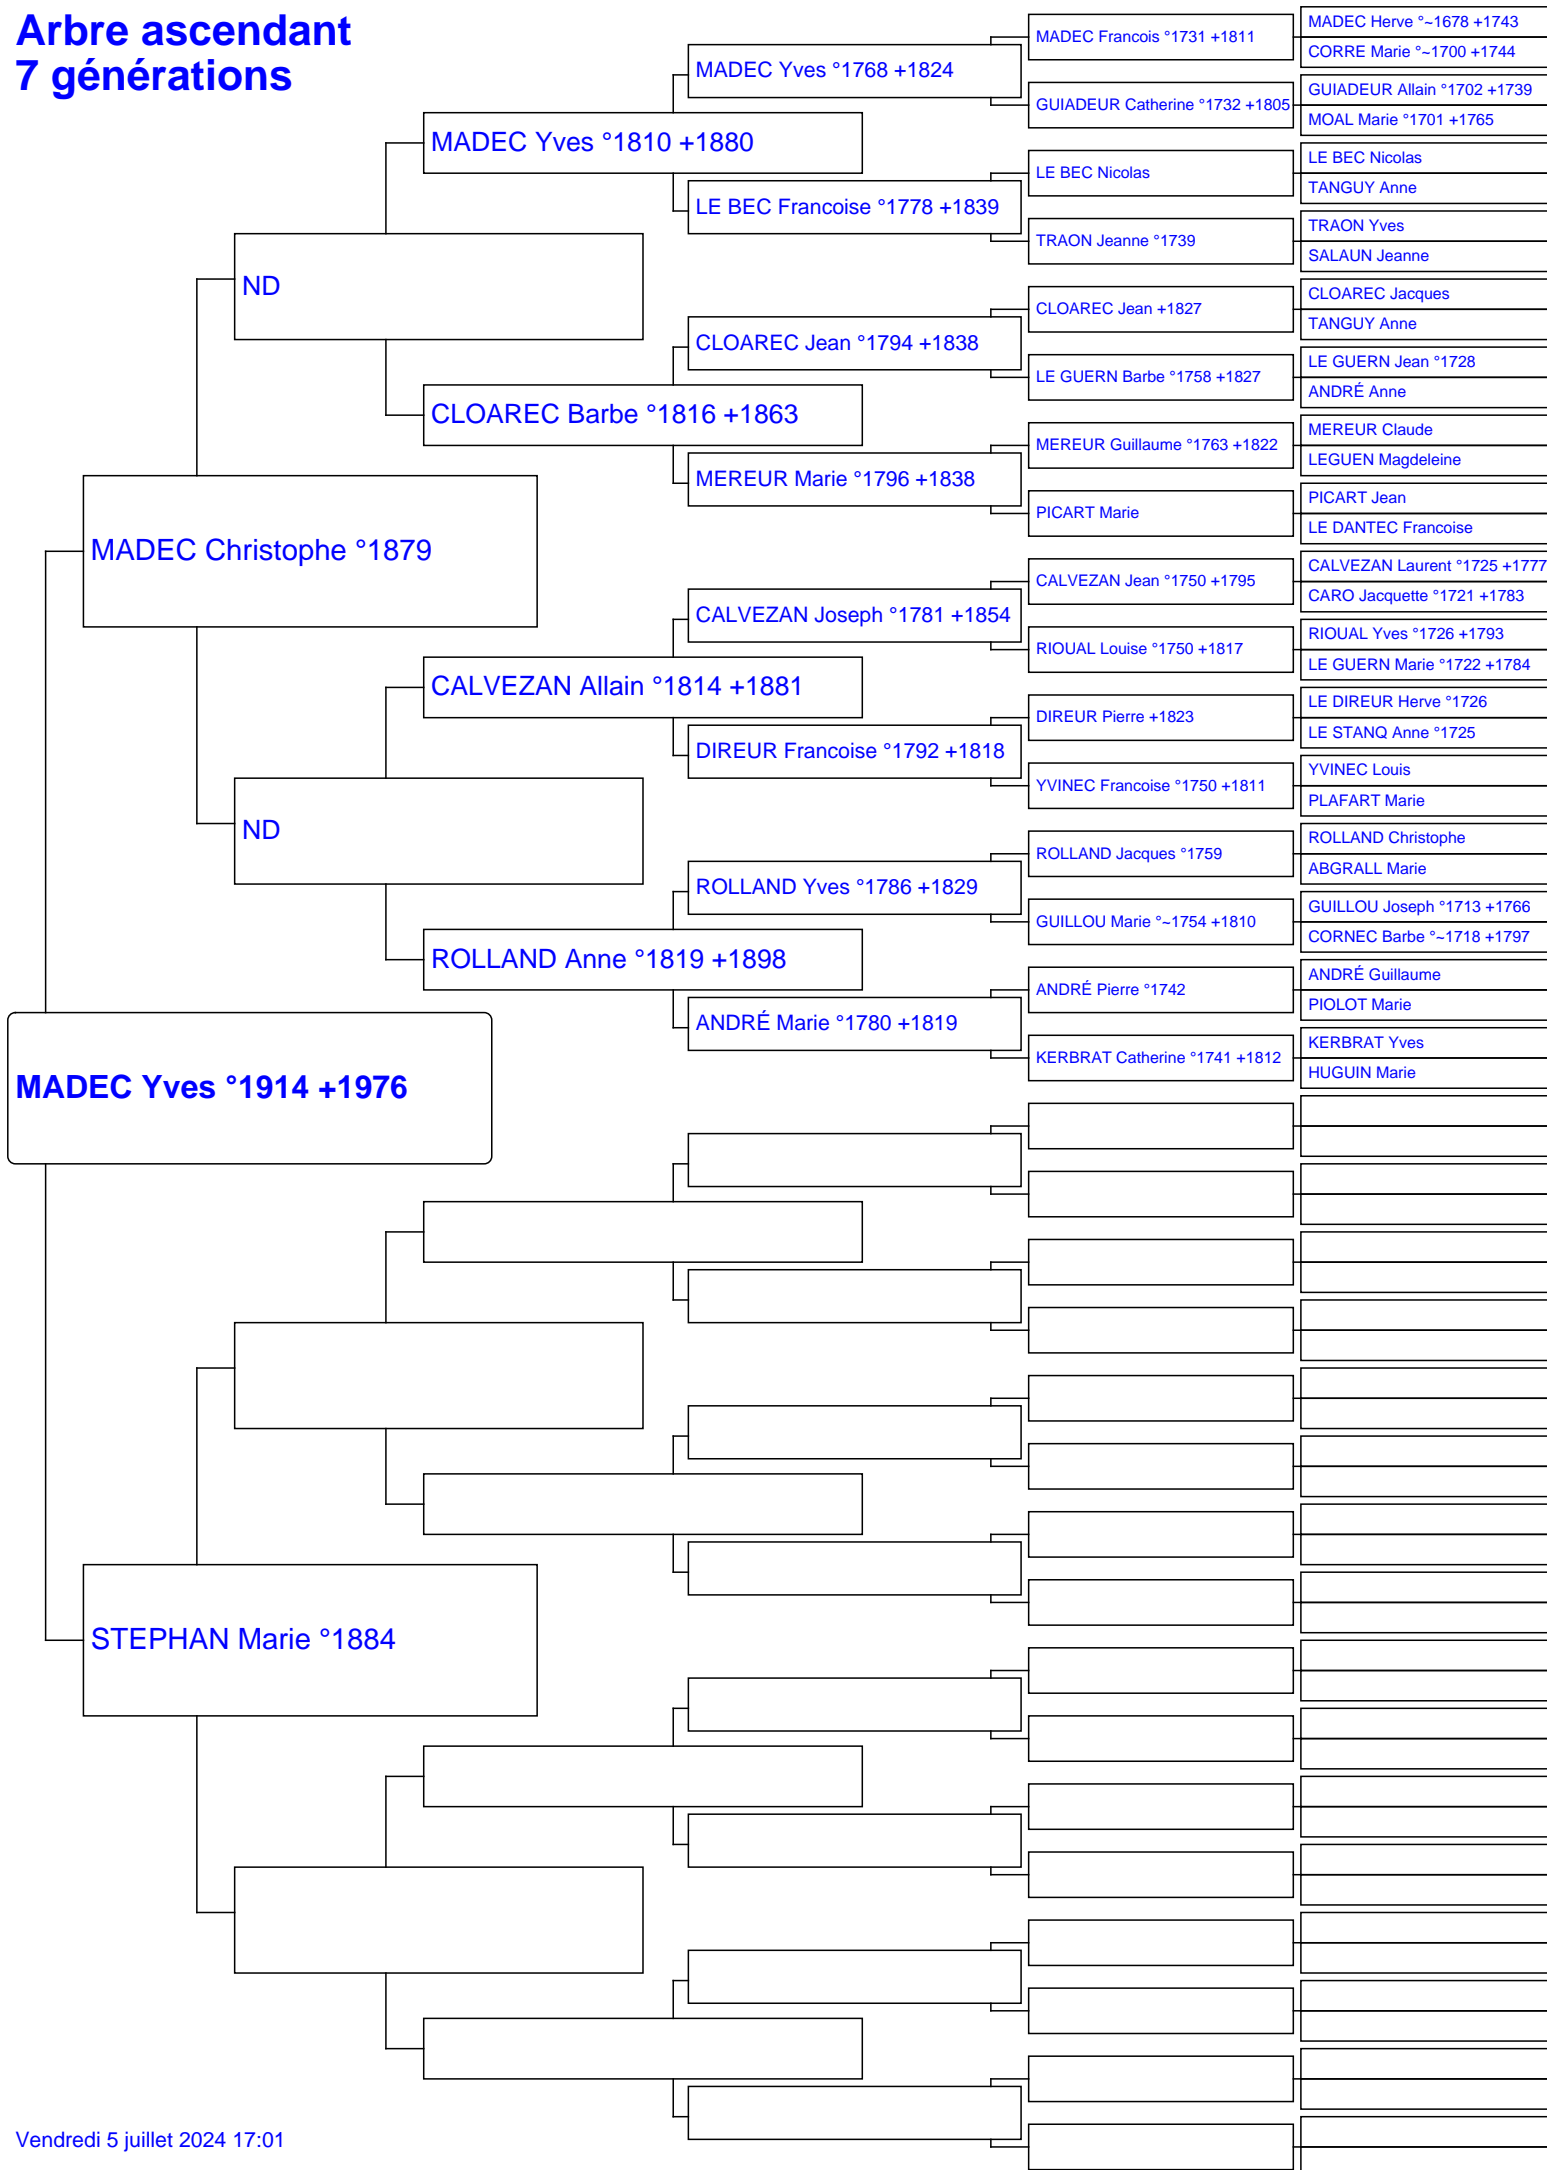 Arbre ascendant
7 générations
MADEC Yves °1914 +1976
MADEC Christophe °1879
STEPHAN Marie °1884
ND
ND
MADEC Yves °1810 +1880
CLOAREC Barbe °1816 +1863
CALVEZAN Allain °1814 +1881
ROLLAND Anne °1819 +1898
MADEC Yves °1768 +1824
LE BEC Francoise °1778 +1839
CLOAREC Jean °1794 +1838
MEREUR Marie °1796 +1838
CALVEZAN Joseph °1781 +1854
DIREUR Francoise °1792 +1818
ROLLAND Yves °1786 +1829
ANDRÉ Marie °1780 +1819
MADEC Francois °1731 +1811
GUIADEUR Catherine °1732 +1805
LE BEC Nicolas
TRAON Jeanne °1739
CLOAREC Jean +1827
LE GUERN Barbe °1758 +1827
MEREUR Guillaume °1763 +1822
PICART Marie
CALVEZAN Jean °1750 +1795
RIOUAL Louise °1750 +1817
DIREUR Pierre +1823
YVINEC Francoise °1750 +1811
ROLLAND Jacques °1759
GUILLOU Marie °~1754 +1810
ANDRÉ Pierre °1742
KERBRAT Catherine °1741 +1812
MADEC Herve °~1678 +1743
CORRE Marie °~1700 +1744
GUIADEUR Allain °1702 +1739
MOAL Marie °1701 +1765
LE BEC Nicolas
TANGUY Anne
TRAON Yves
SALAUN Jeanne
CLOAREC Jacques
TANGUY Anne
LE GUERN Jean °1728
ANDRÉ Anne
MEREUR Claude
LEGUEN Magdeleine
PICART Jean
LE DANTEC Francoise
CALVEZAN Laurent °1725 +1777
CARO Jacquette °1721 +1783
RIOUAL Yves °1726 +1793
LE GUERN Marie °1722 +1784
LE DIREUR Herve °1726
LE STANQ Anne °1725
YVINEC Louis
PLAFART Marie
ROLLAND Christophe
ABGRALL Marie
GUILLOU Joseph °1713 +1766
CORNEC Barbe °~1718 +1797
ANDRÉ Guillaume
PIOLOT Marie
KERBRAT Yves
HUGUIN Marie
Vendredi 5 juillet 2024 17:01